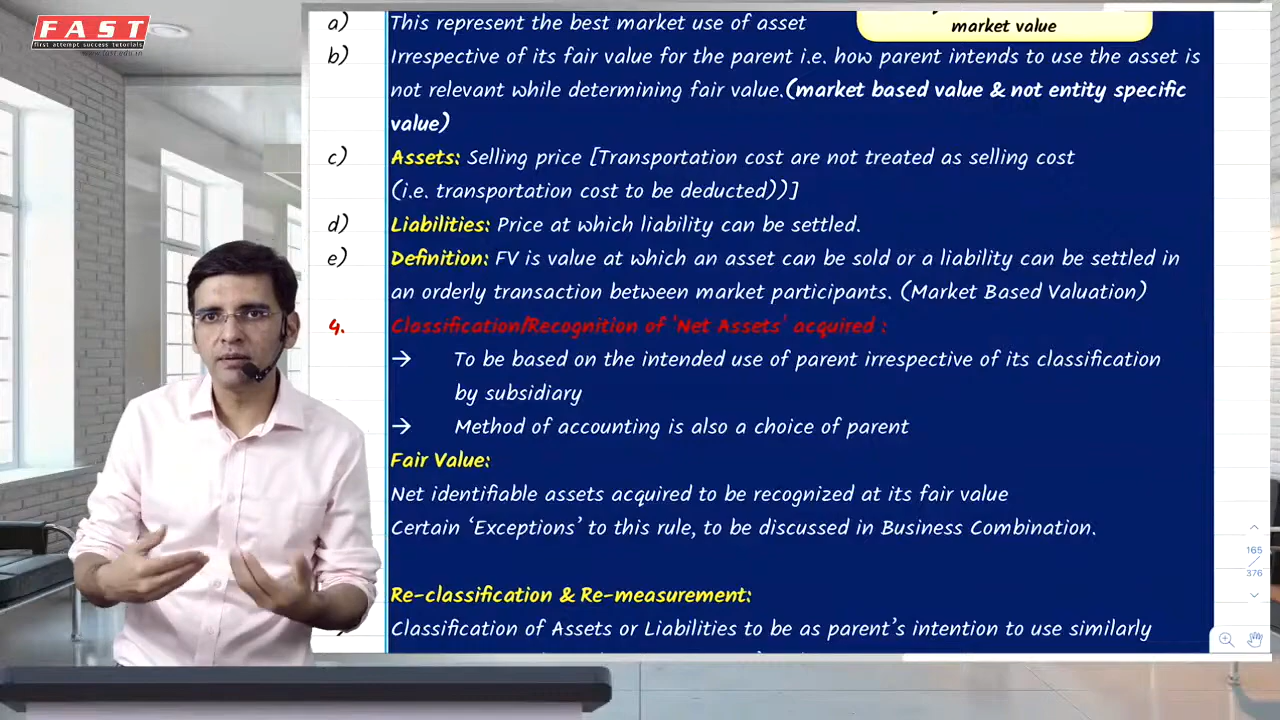 FAST
first attempt success tutorials
www.fast.edu.in
a) This represent the best market use of asset
market value
b) Irrespective of its fair value for the parent i.e. how parent intends to use the asset is
not relevant while determining fair value.(market based value & not entity specific
value)
c) Assets: Selling price [Transportation cost are not treated as selling cost
(i.e. transportation cost to be deducted))]
d) Liabilities: Price at which liability can be settled.
e) Definition: FV is value at which an asset can be sold or a liability can be settled in
an orderly transaction between market participants. (Market Based Valuation)
4. Classification/Recognition of 'Net Assets' acquired :
→ To be based on the intended use of parent irrespective of its classification
by subsidiary
→ Method of accounting is also a choice of parent
Fair Value:
Net identifiable assets acquired to be recognized at its fair value
Certain ‘Exceptions’ to this rule, to be discussed in Business Combination.
Re-classification & Re-measurement:
Classification of Assets or Liabilities to be as parent’s intention to use similarly
165
376